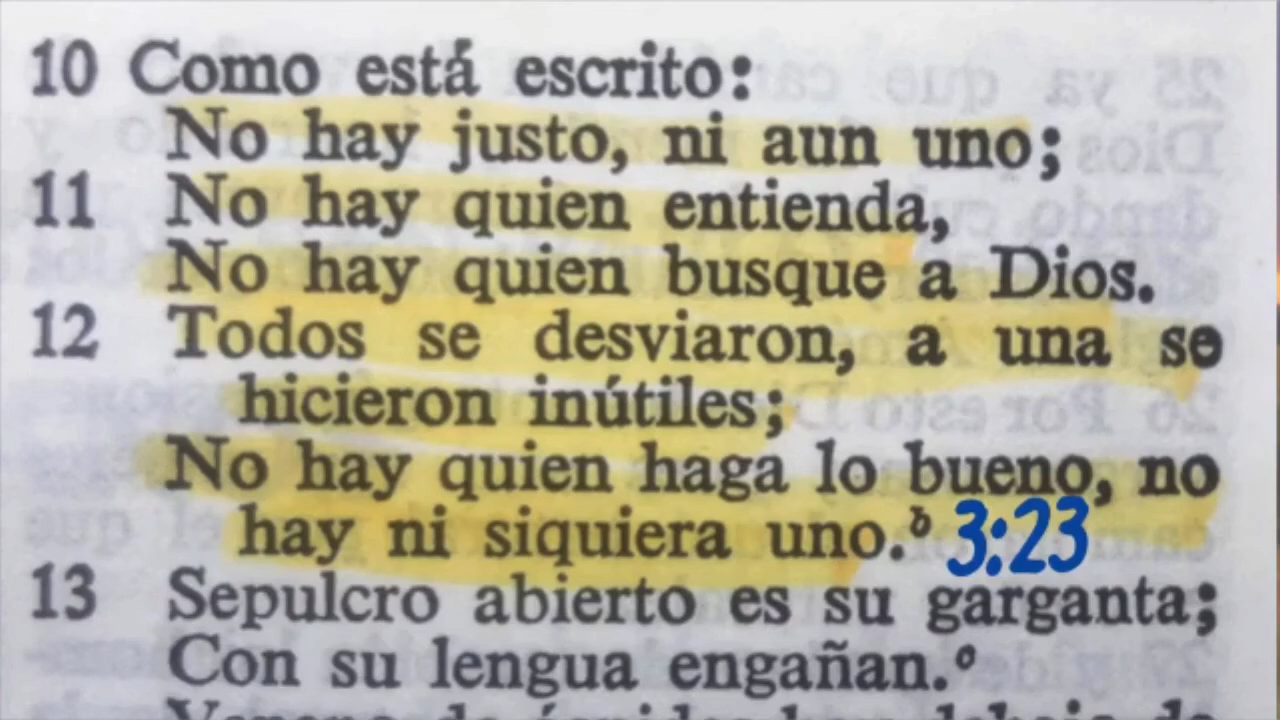 10 Como está escrito:
No hay justo, ni aun uno;
11 No hay quien entienda,
No hay quien busque a Dios.
12 Todos se desviaron, a una se
hicieron inútiles;
No hay quien haga lo bueno, no
hay ni siquiera uno.ᵇ 3:23
13 Sepulcro abierto es su garganta;
Con su lengua engañan.